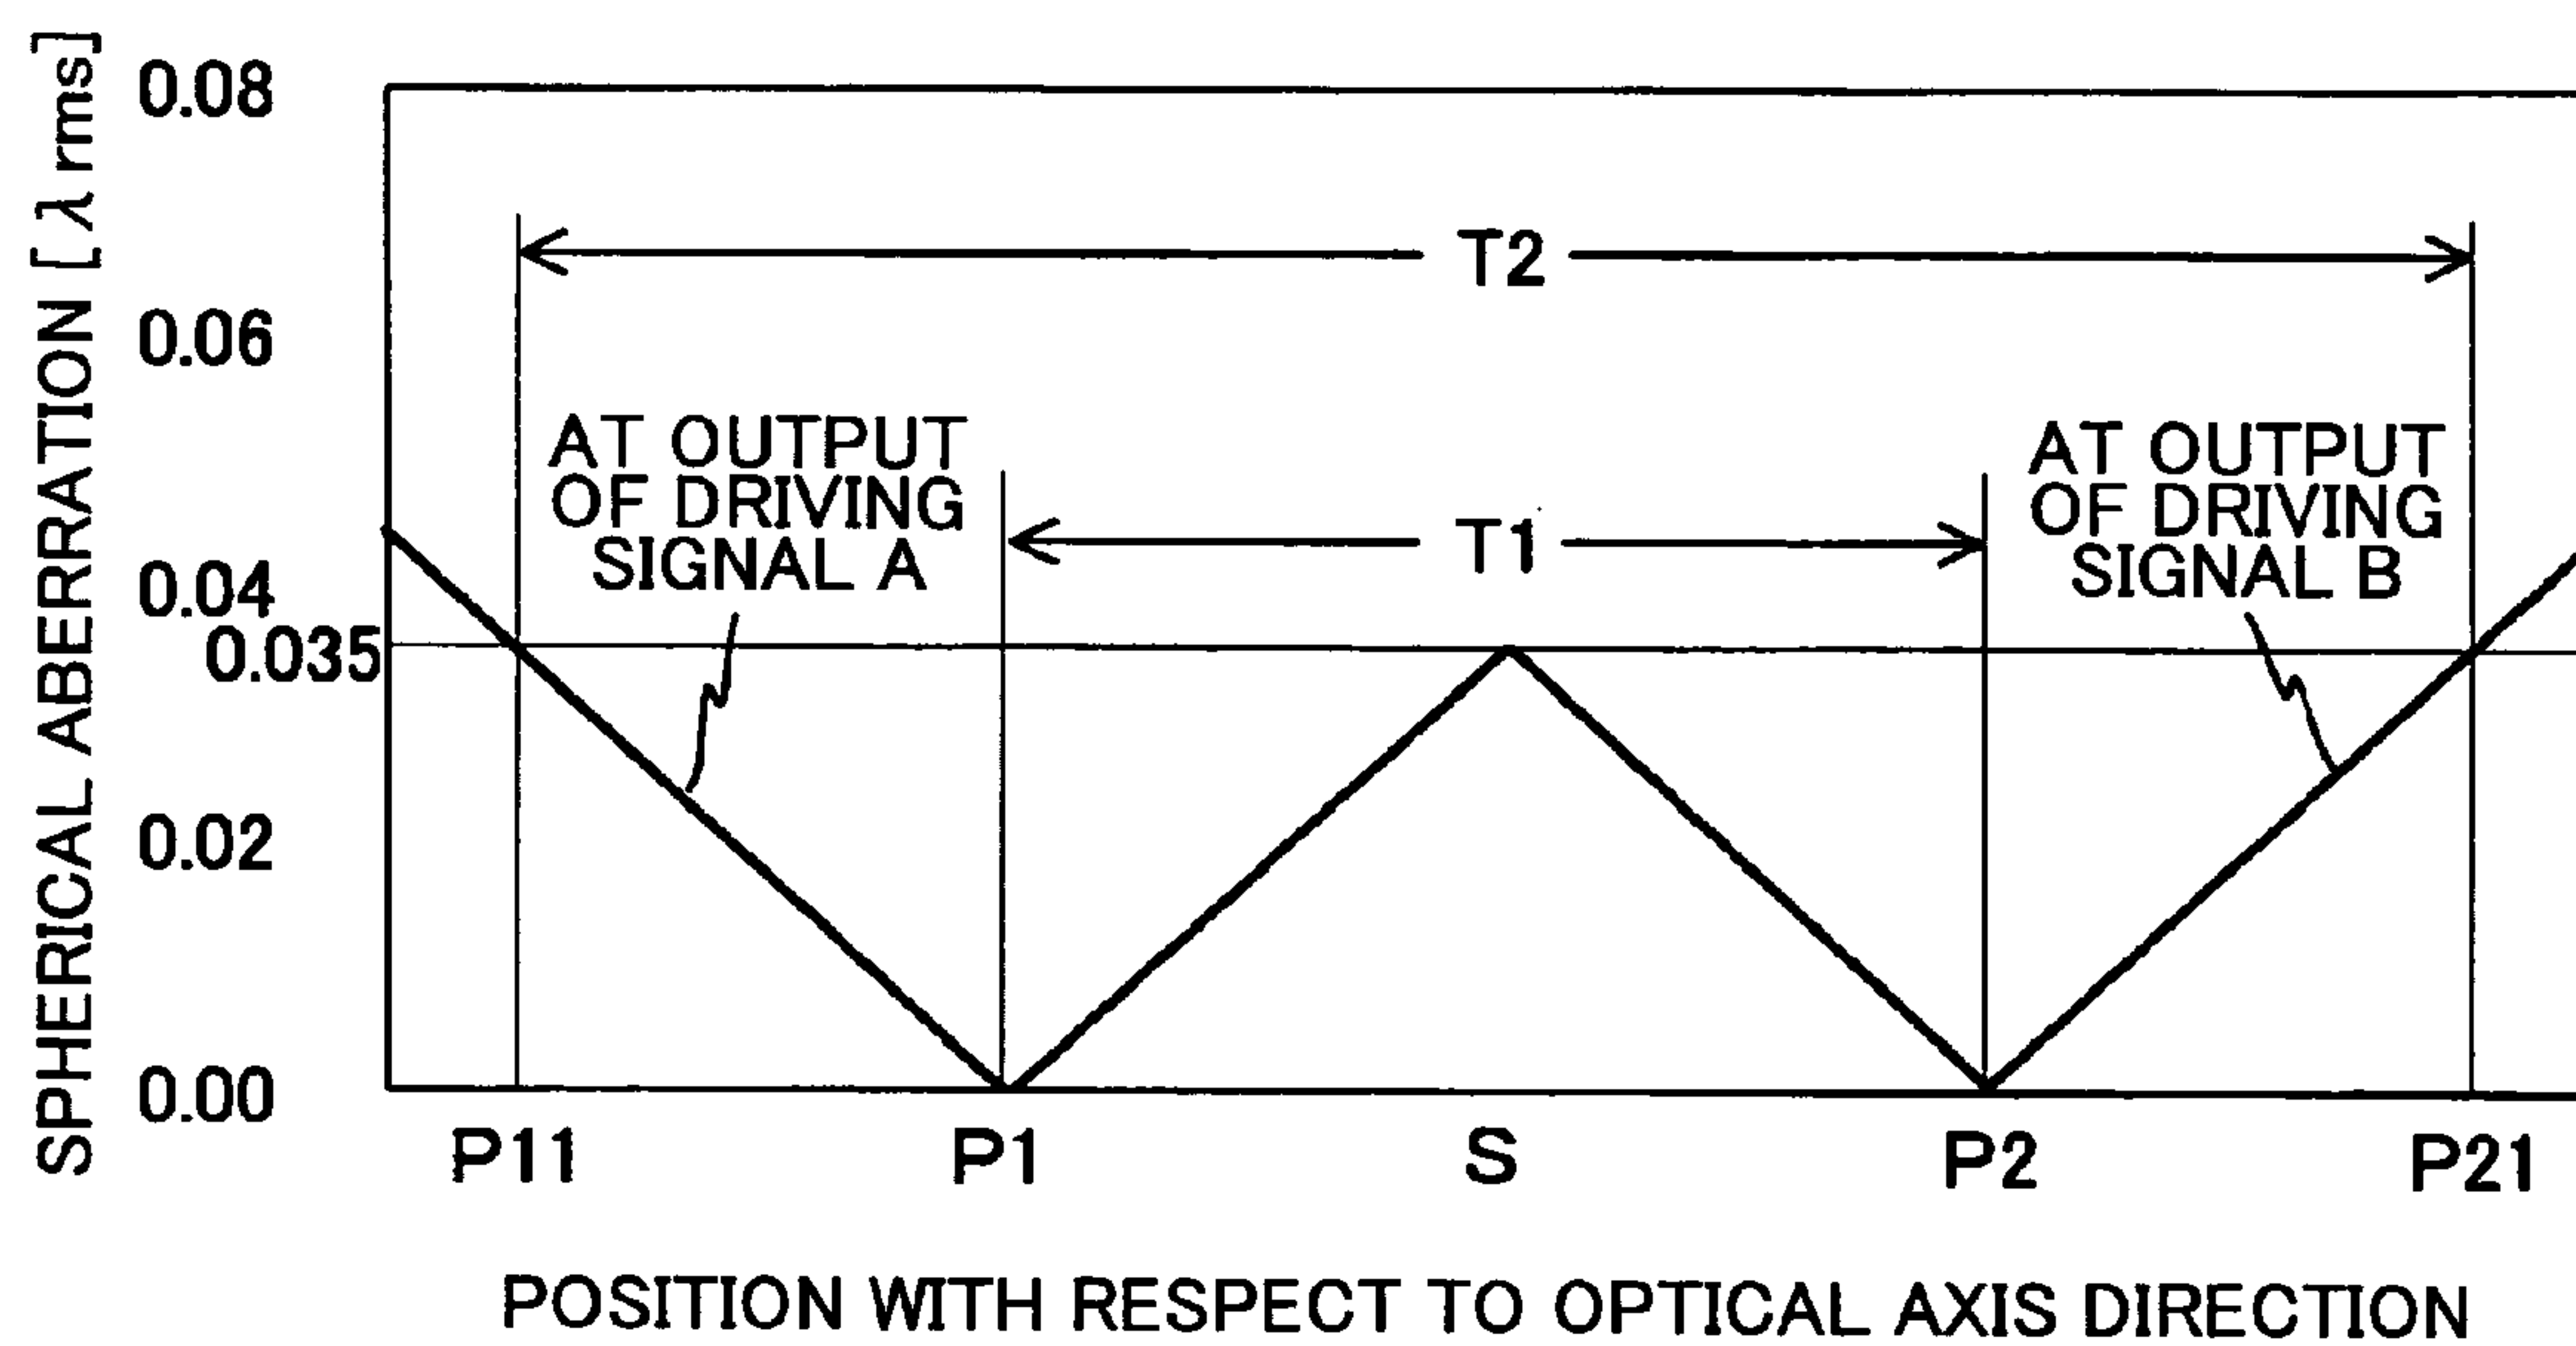 SPHERICAL ABERRATION [λ rms]
0.08
0.06
0.04
0.035
0.02
0.00
T2
AT OUTPUT
OF DRIVING
SIGNAL A
T1
AT OUTPUT
OF DRIVING
SIGNAL B
P11 P1 S P2 P21
POSITION WITH RESPECT TO OPTICAL AXIS DIRECTION